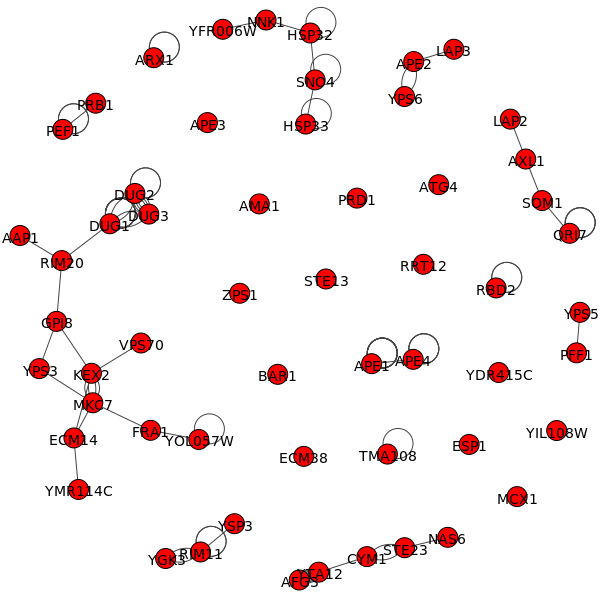 NNK1
YFR006W
HSP32
ARX1
LAP3
APE2
SNO4
YPS6
PRB1
PEP1
APE3
HSP33
LAP2
AXL1
DUG2
ATG4
PRD1
SOM1
AMA1
DUG3
DUG1
QRI7
AAP1
RIM20
RRT12
STE13
RBD2
ZPS1
YPS5
GPI8
VPS70
PFF1
APE4
APE1
YPS3
KEX2
BAR1
YDR415C
MKC7
FRA1
YIL108W
ECM14
YOL057W
ESP1
TMA108
ECM38
YMR114C
MCX1
YSP3
NAS6
STE23
RIM11
YGK3
CYM1
YTA12
AFG3